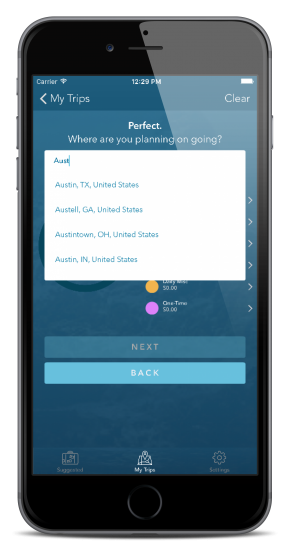 Carrier 12:29 PM
My Trips Clear
Perfect.
Where are you planning on going?
Aust
Austin, TX, United States
Austell, GA, United States
Austintown, OH, United States
Austin, IN, United States
Daily Misc
$0.00
One-Time
$0.00
NEXT
BACK
Suggested My Trips Settings